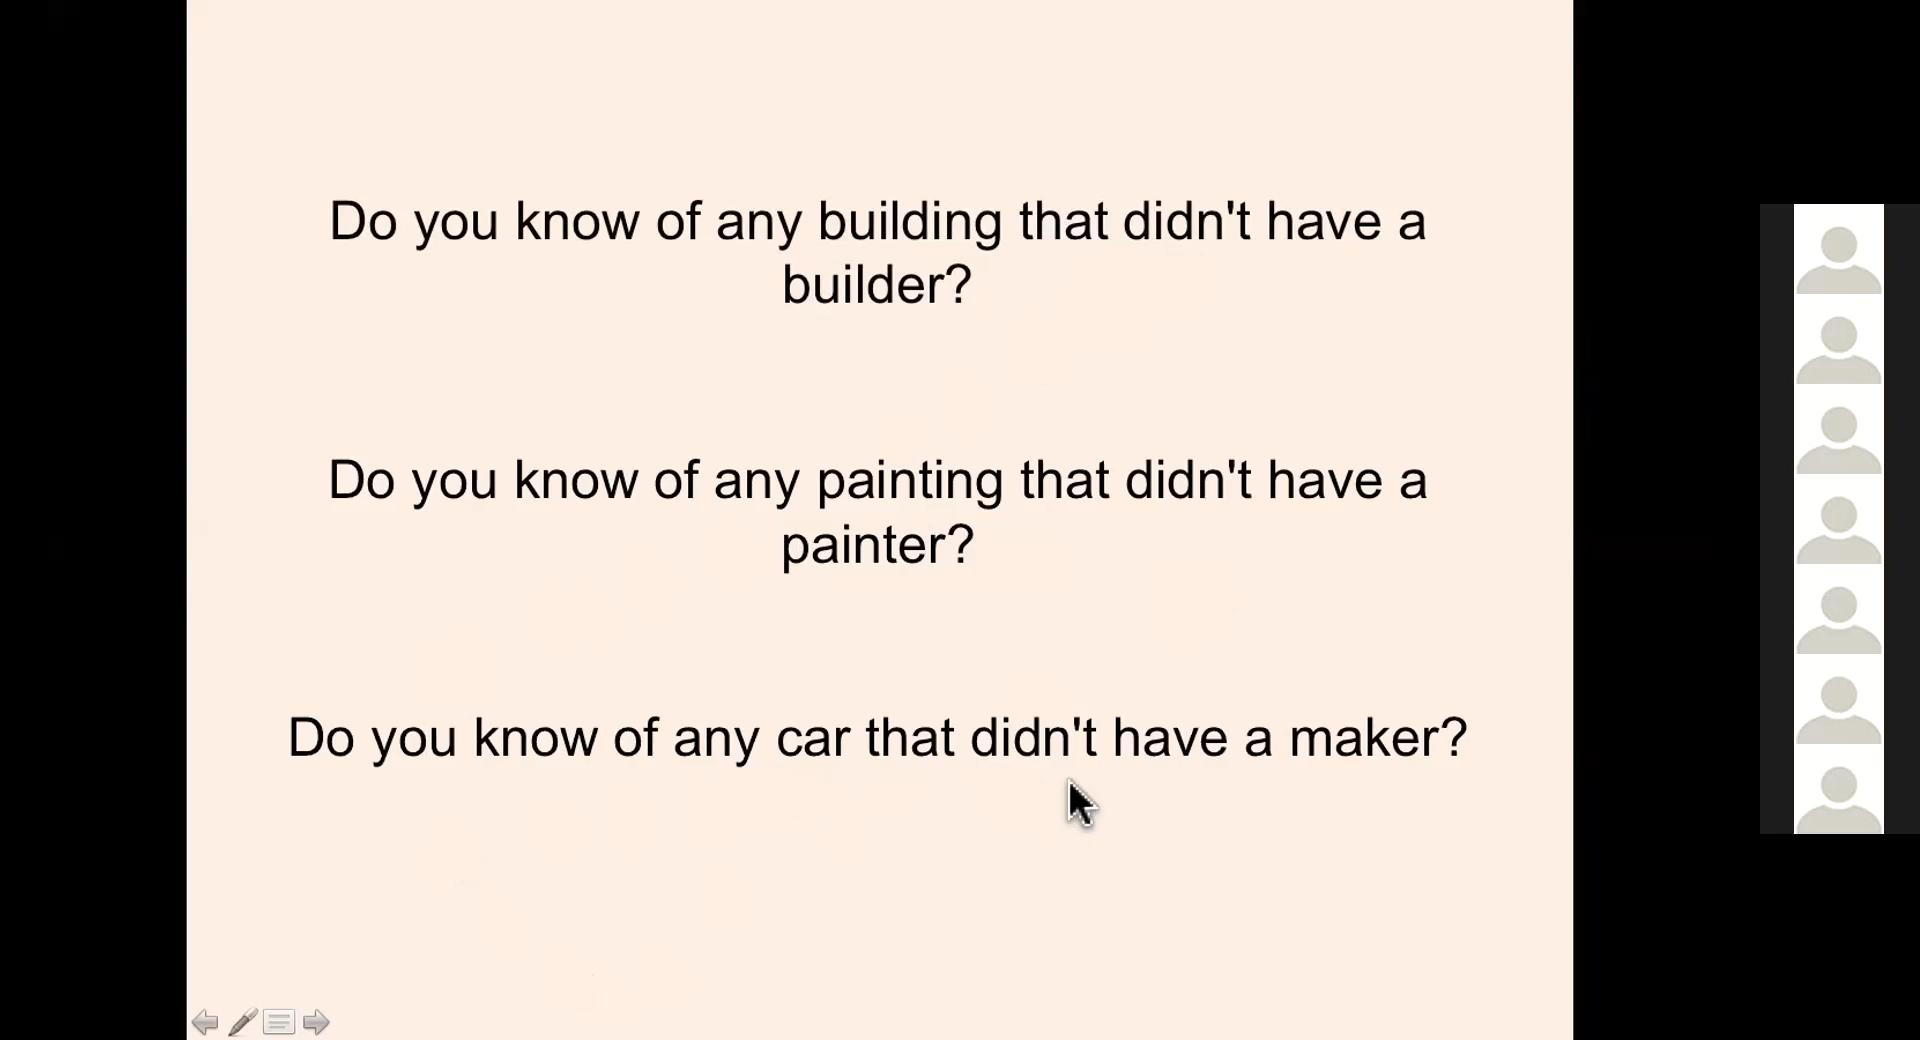 Do you know of any building that didn't have a
builder?
Do you know of any painting that didn't have a
painter?
Do you know of any car that didn't have a maker?